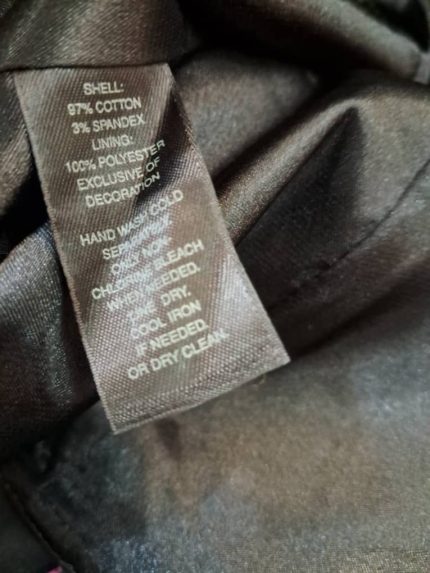 SHELL:
97% COTTON
3% SPANDEX
LINING:
100% POLYESTER
EXCLUSIVE OF
DECORATION
HAND WASH COLD
SEPARATELY
ONLY NON-
CHLORINE BLEACH
WHEN NEEDED.
LINE DRY.
COOL IRON
IF NEEDED.
OR DRY CLEAN.